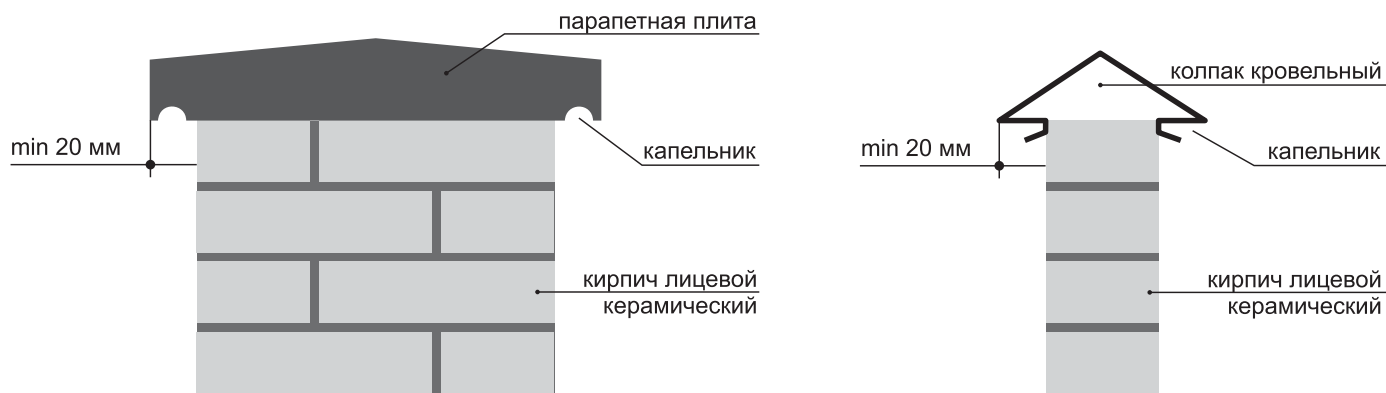 парапетная плита
min 20 мм
капельник
кирпич лицевой
керамический
колпак кровельный
min 20 мм
капельник
кирпич лицевой
керамический